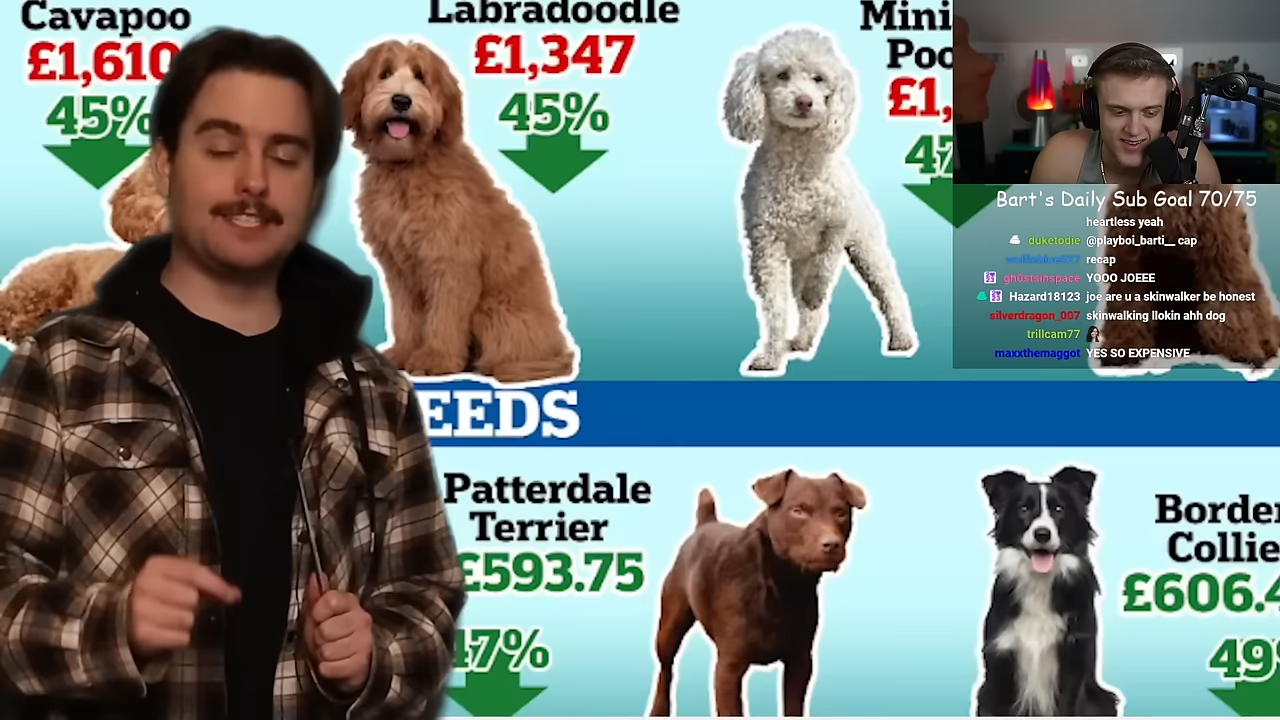 Cavapoo
£1,610
45%
Labradoodle
£1,347
45%
Mini
Poo
£1,
47
Bart's Daily Sub Goal 70/75
heartless yeah
duketodie @playboi_barti__ cap
recap
gh0stsinspace YOOO JOEEE
Hazard18123 joe are u a skinwalker be honest
silverdragon_007 skinwalking llokin ahh dog
trillcam77
maxxthemaggot YES SO EXPENSIVE
EEDS
Patterdale
Terrier
£593.75
47%
Border
Collie
£606.4
49%